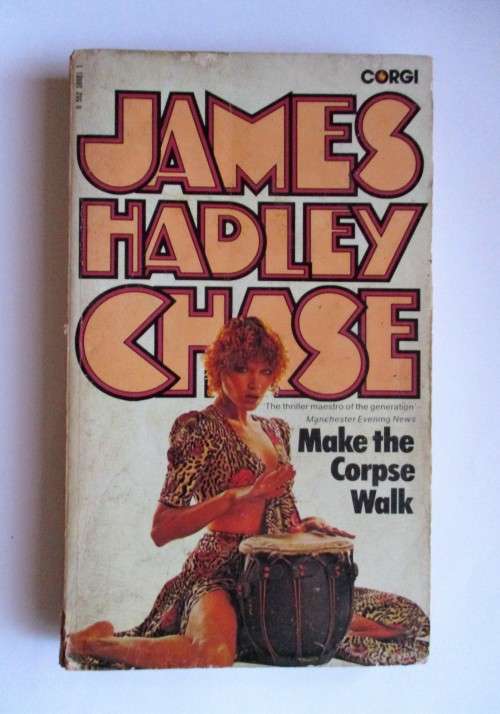 CORGI
JAMES
HADLEY
CHASE
'The thriller maestro of the generation'–
Manchester Evening News
Make the
Corpse
Walk